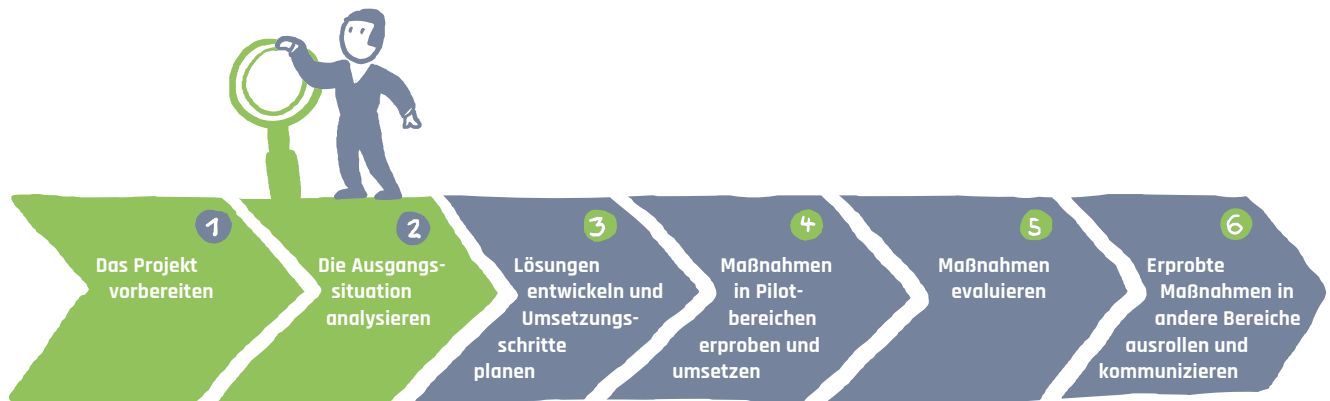 1
Das Projekt
vorbereiten
2
Die Ausgangs-
situation
analysieren
3
Lösungen
entwickeln und
Umsetzungs-
schritte
planen
4
Maßnahmen
in Pilot-
bereichen
erproben und
umsetzen
5
Maßnahmen
evaluieren
6
Erprobte
Maßnahmen in
andere Bereiche
ausrollen und
kommunizieren